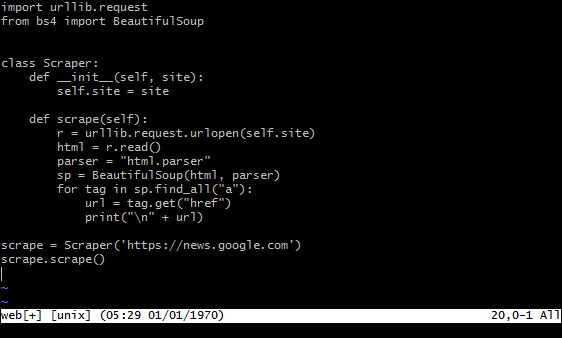 import urllib.request
from bs4 import BeautifulSoup


class Scraper:
    def __init__(self, site):
        self.site = site

    def scrape(self):
        r = urllib.request.urlopen(self.site)
        html = r.read()
        parser = "html.parser"
        sp = BeautifulSoup(html, parser)
        for tag in sp.find_all("a"):
            url = tag.get("href")
            print("\n" + url)

scrape = Scraper('https://news.google.com')
scrape.scrape()
~
~
web[+] [unix] (05:29 01/01/1970) 20,0-1 All